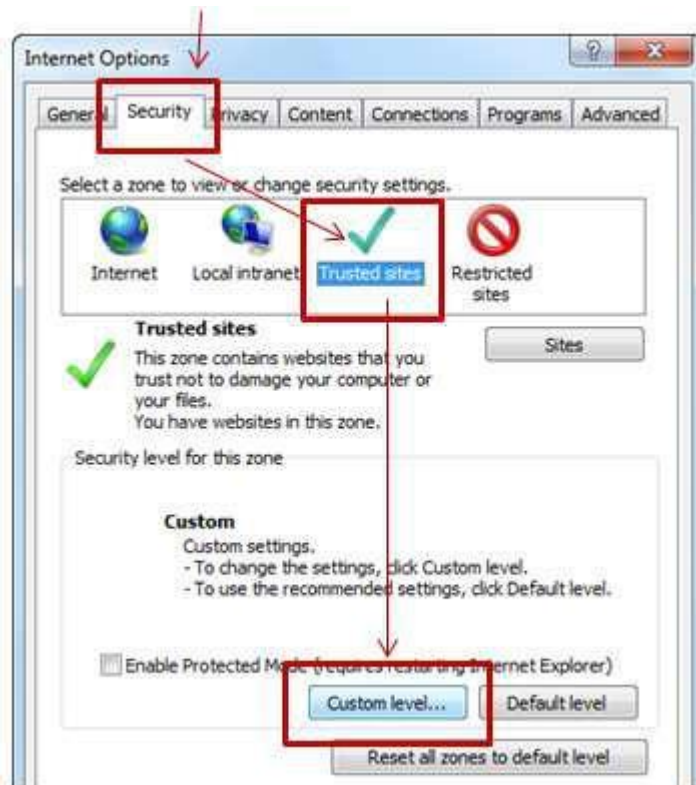 Internet Options
General Security Privacy Content Connections Programs Advanced
Select a zone to view or change security settings.
Internet Local intranet Trusted sites Restricted sites
Trusted sites
Sites
This zone contains websites that you
trust not to damage your computer or
your files.
You have websites in this zone.
Security level for this zone
Custom
Custom settings.
- To change the settings, click Custom level.
- To use the recommended settings, click Default level.
Enable Protected Mode (requires restarting Internet Explorer)
Custom level... Default level
Reset all zones to default level